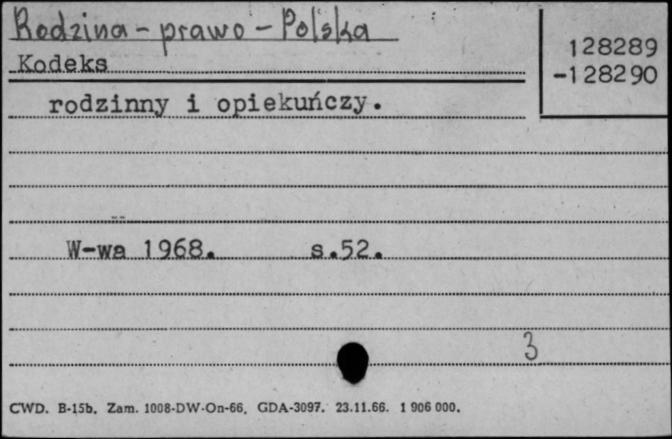 Rodzina - prawo - Polska
128289
Kodeks
-128290
rodzinny i opiekuńczy.
W-wa 1968. s.52.
3
CWD. B-15b. Zam. 1008-DW-On-66. GDA-3097. 23.11.66. 1 906 000.